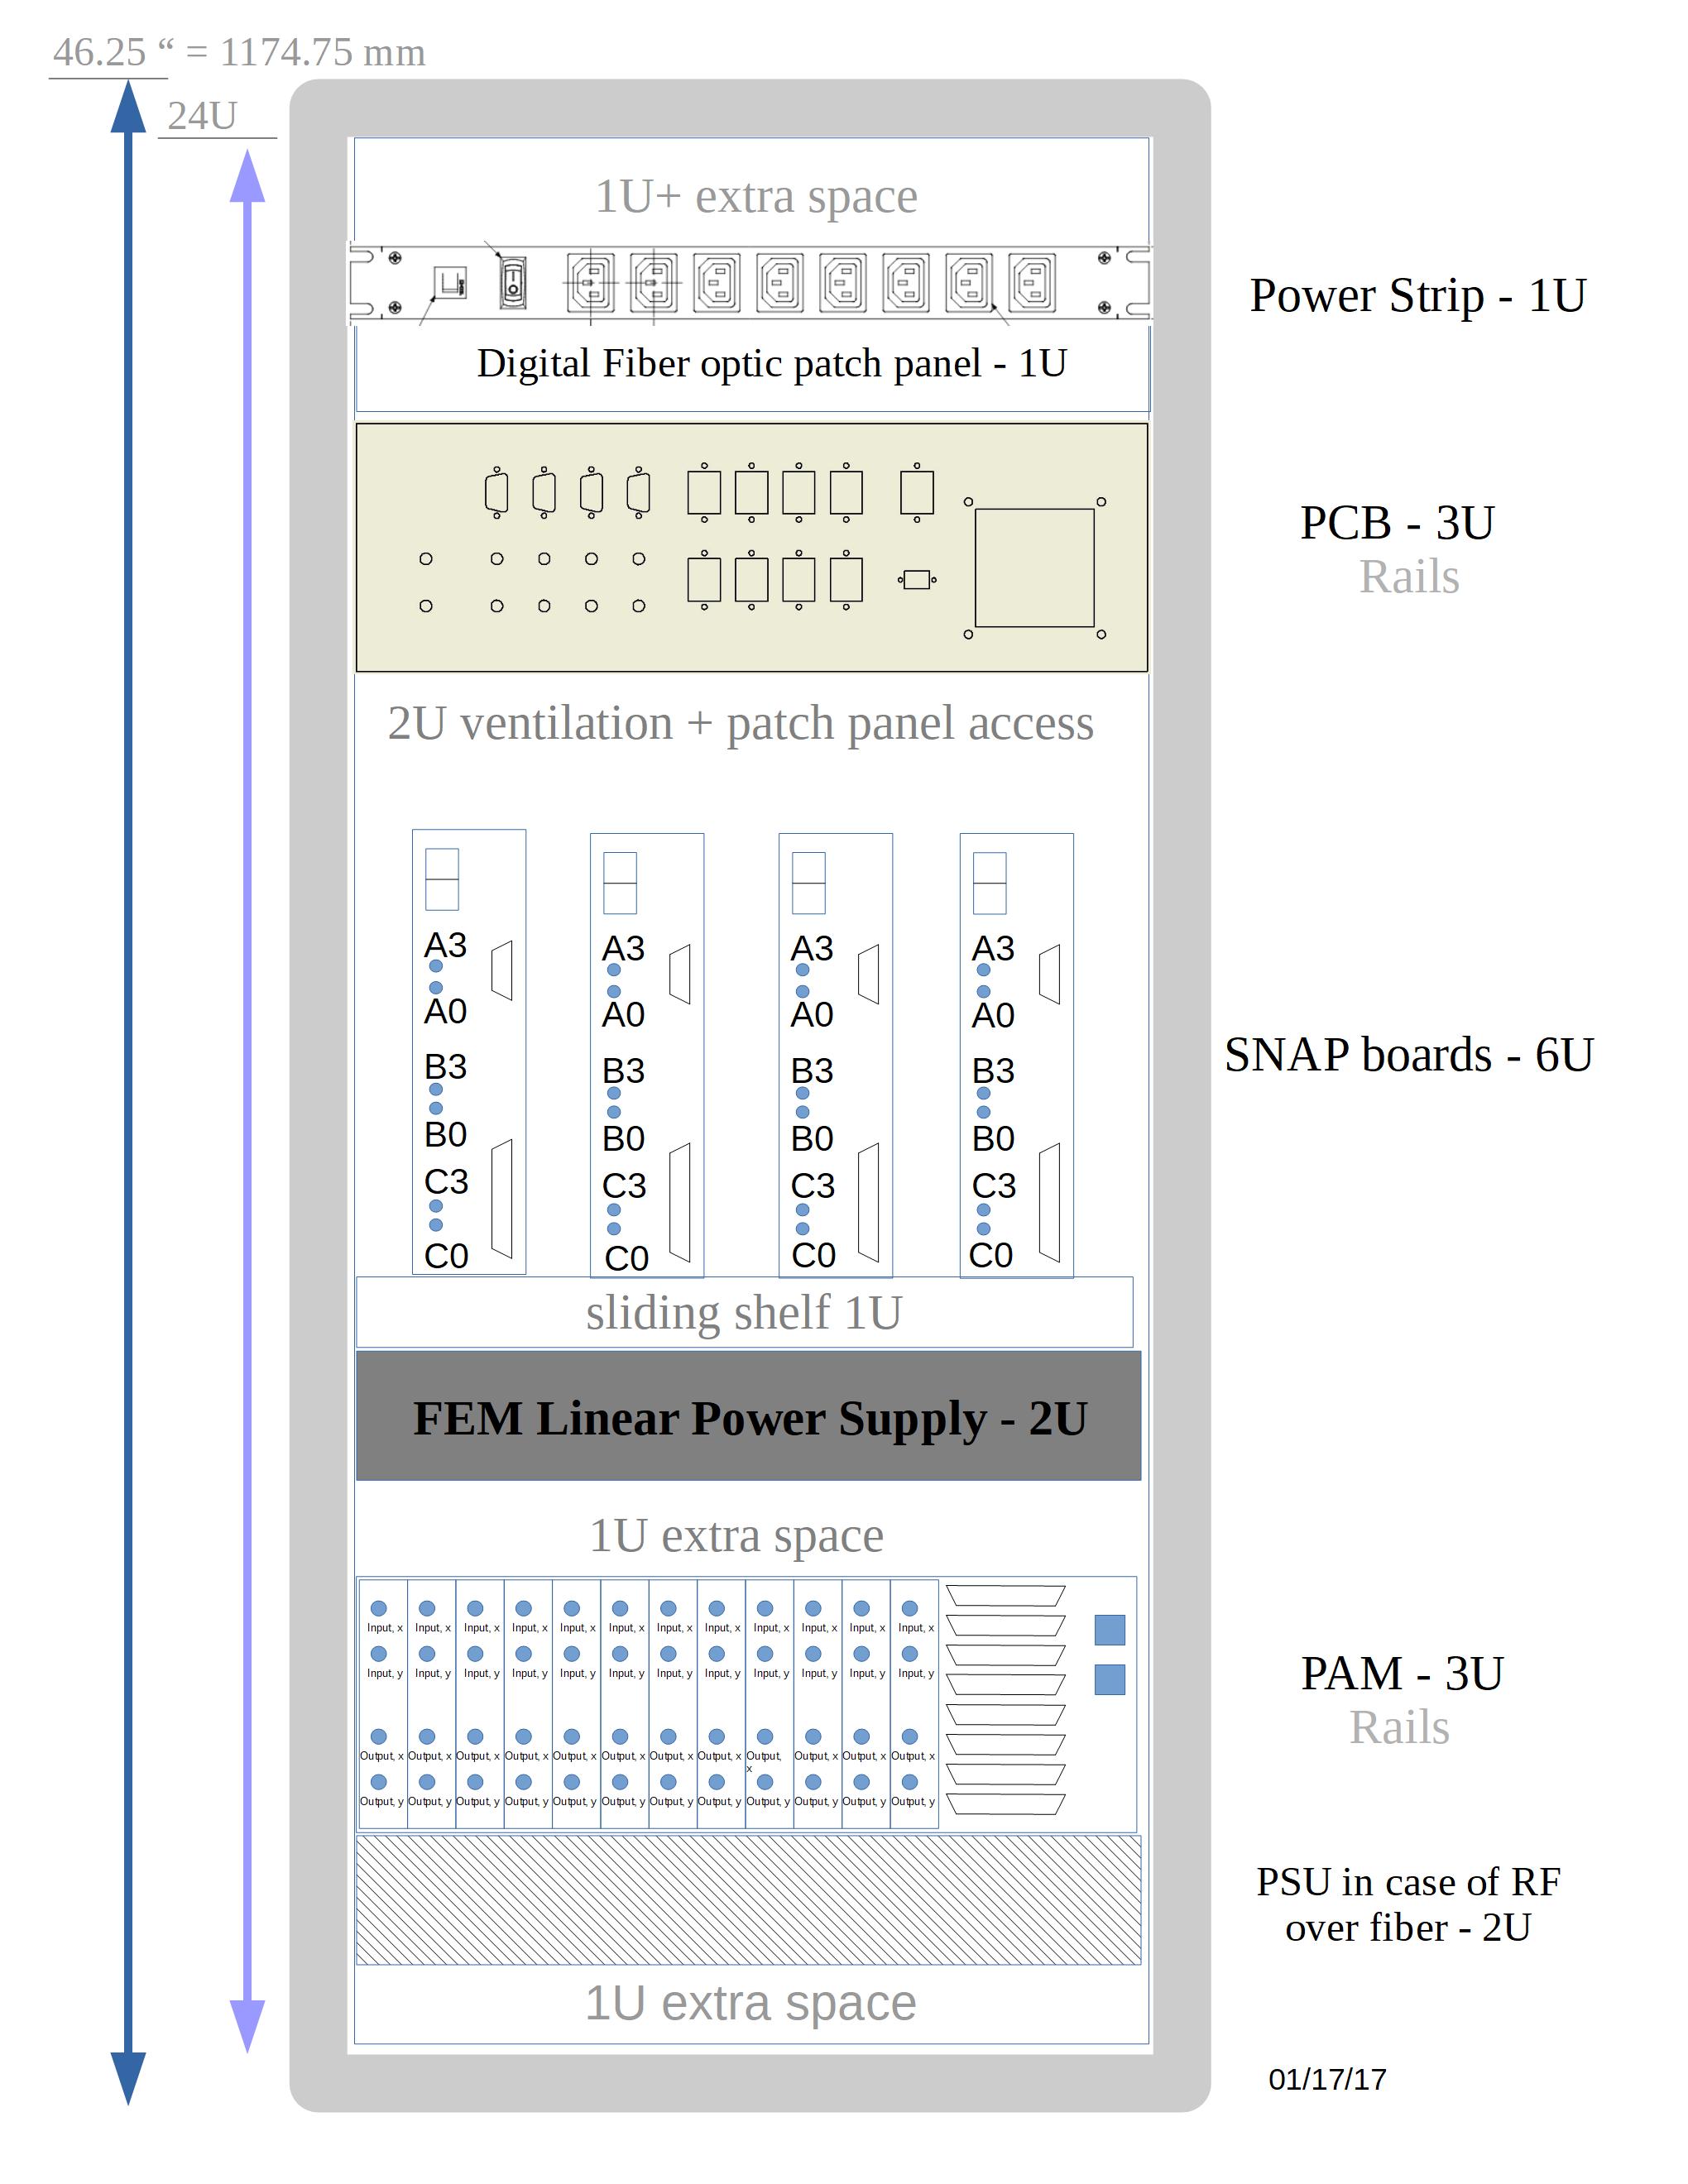 46.25 “ = 1174.75 mm
24U
1U+ extra space
Power Strip - 1U
Digital Fiber optic patch panel - 1U
PCB - 3U
Rails
2U ventilation + patch panel access
A3 A3 A3 A3
A0 A0 A0 A0
B3 B3 B3 B3
SNAP boards - 6U
B0 B0 B0 B0
C3 C3 C3 C3
C0 C0 C0 C0
sliding shelf 1U
FEM Linear Power Supply - 2U
1U extra space
Input, x Input, x Input, x Input, x Input, x Input, x Input, x Input, x Input, x Input, x Input, x Input, x
Input, y Input, y Input, y Input, y Input, y Input, y Input, y Input, y Input, y Input, y Input, y Input, y
PAM - 3U
Rails
Output, x Output, x Output, x Output, x Output, x Output, x Output, x Output, x Output, x Output, x Output, x Output, x
Output, y Output, y Output, y Output, y Output, y Output, y Output, y Output, y Output, y Output, y Output, y Output, y
PSU in case of RF
over fiber - 2U
1U extra space
01/17/17